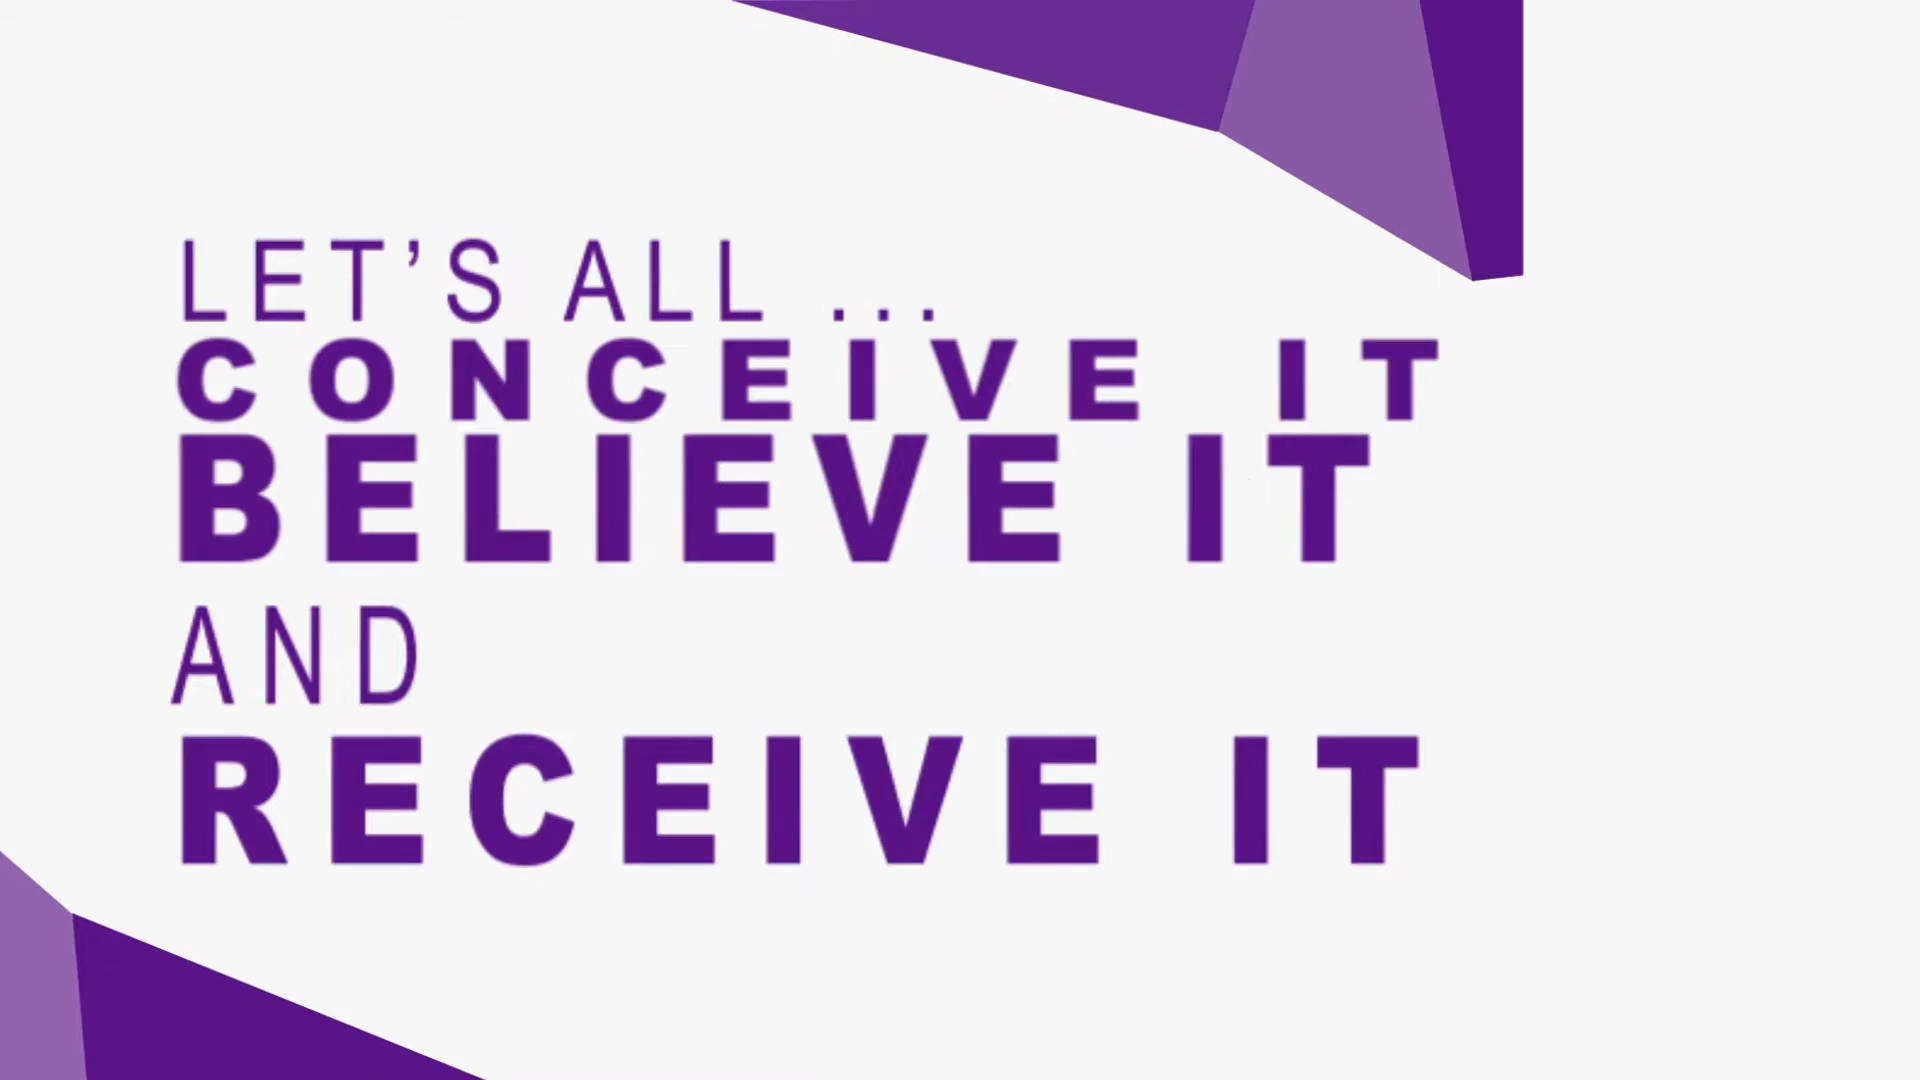 LET’S ALL ...
CONCEIVE IT
BELIEVE IT
AND
RECEIVE IT